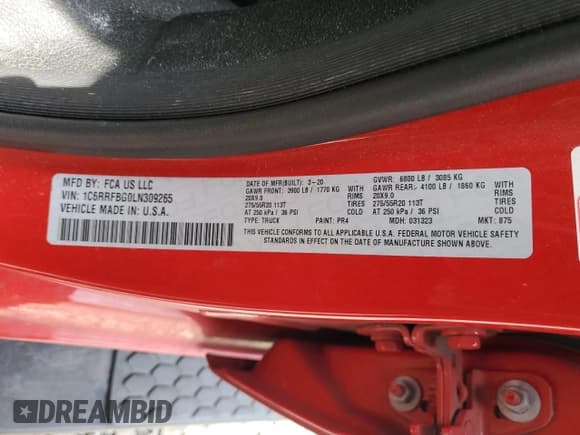 MFD BY: FCA US LLC
VIN: 1C6RRFBG0LN309265
VEHICLE MADE IN: U.S.A.
DATE OF MFR(BUILT): 3-20
GAWR FRONT: 3900 LB / 1770 KG WITH
20X9.0 RIMS
275/55R20 113T TIRES
AT 250 kPa / 36 PSI COLD
TYPE: TRUCK PAINT: PR4
GVWR: 6800 LB / 3085 KG
GAWR REAR: 4100 LB / 1860 KG WITH
20X9.0 RIMS
275/55R20 113T TIRES
AT 250 kPa / 36 PSI COLD
MDH: 031323 MKT: 875
THIS VEHICLE CONFORMS TO ALL APPLICABLE U.S.A. FEDERAL MOTOR VEHICLE SAFETY
STANDARDS IN EFFECT ON THE DATE OF MANUFACTURE SHOWN ABOVE.
DREAMBID